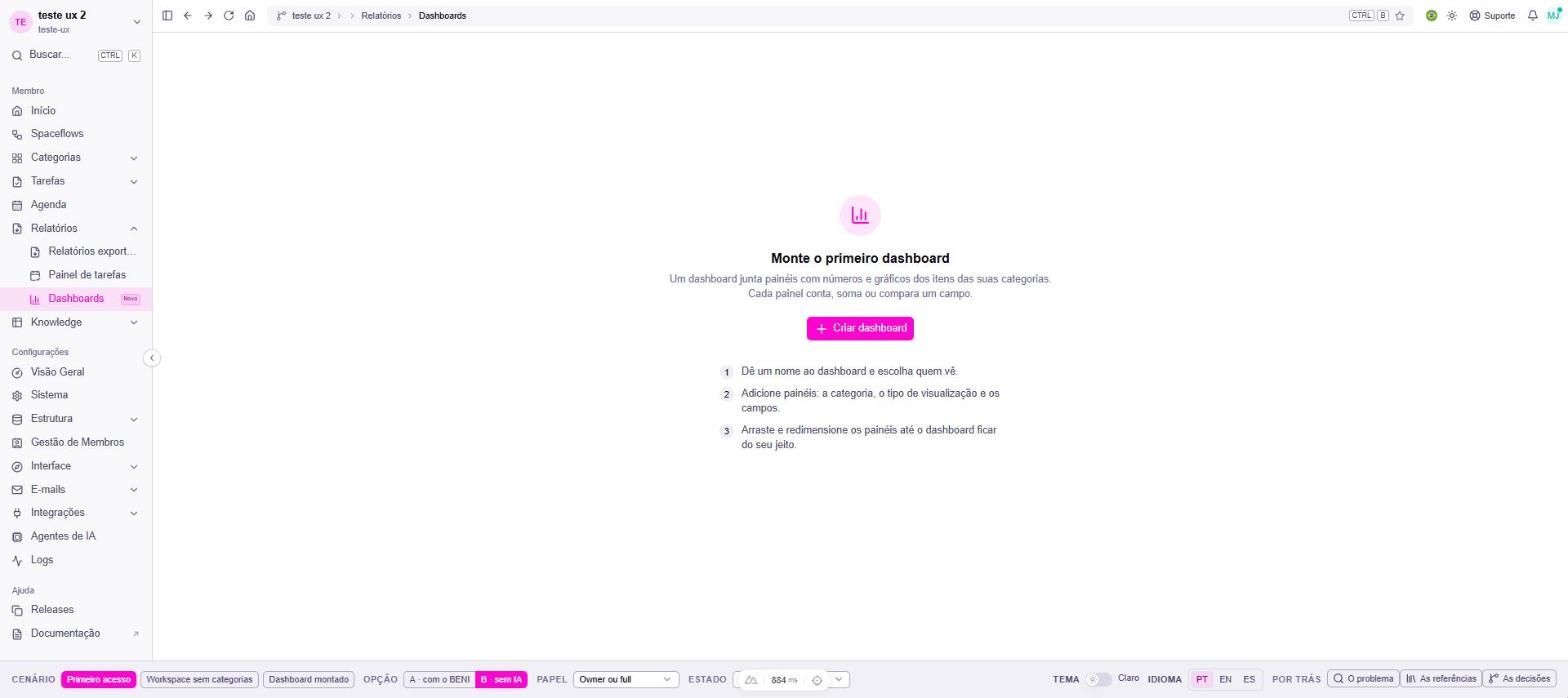 TE
teste ux 2
teste-ux
teste ux 2 Relatórios Dashboards
CTRL B
Suporte
MJ
Buscar... CTRL K
Membro
Início
Spaceflows
Categorias
Tarefas
Agenda
Relatórios
Relatórios export...
Painel de tarefas
Dashboards Novo
Knowledge
Configurações
Visão Geral
Sistema
Estrutura
Gestão de Membros
Interface
E-mails
Integrações
Agentes de IA
Logs
Ajuda
Releases
Documentação
Monte o primeiro dashboard
Um dashboard junta painéis com números e gráficos dos itens das suas categorias.
Cada painel conta, soma ou compara um campo.
Criar dashboard
1 Dê um nome ao dashboard e escolha quem vê.
2 Adicione painéis: a categoria, o tipo de visualização e os
campos.
3 Arraste e redimensione os painéis até o dashboard ficar
do seu jeito.
CENÁRIO Primeiro acesso Workspace sem categorias Dashboard montado OPÇÃO A · com o BENI B · sem IA PAPEL Owner ou full ESTADO 884 ms TEMA Claro IDIOMA PT EN ES POR TRÁS O problema As referências As decisões